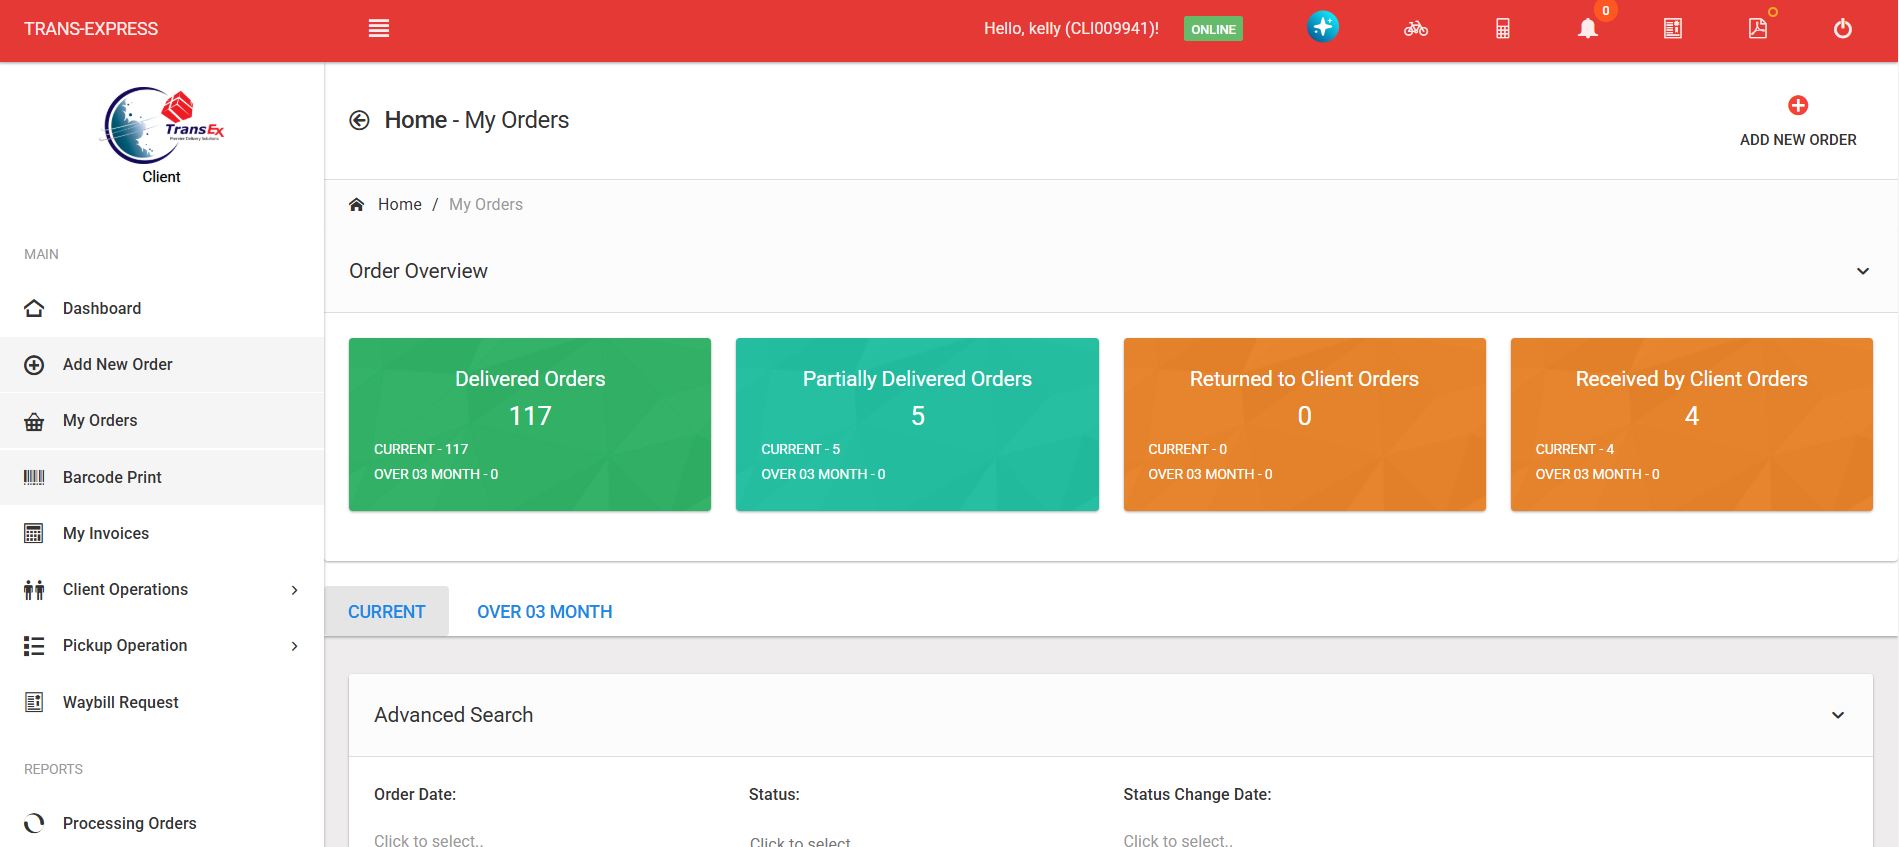 TRANS-EXPRESS
Hello, kelly (CLI009941)!
ONLINE
0
TransEx
Premier Delivery Solutions
Client
MAIN
Dashboard
Add New Order
My Orders
Barcode Print
My Invoices
Client Operations
Pickup Operation
Waybill Request
REPORTS
Processing Orders
Home - My Orders
ADD NEW ORDER
Home / My Orders
Order Overview
Delivered Orders
117
CURRENT - 117
OVER 03 MONTH - 0
Partially Delivered Orders
5
CURRENT - 5
OVER 03 MONTH - 0
Returned to Client Orders
0
CURRENT - 0
OVER 03 MONTH - 0
Received by Client Orders
4
CURRENT - 4
OVER 03 MONTH - 0
CURRENT
OVER 03 MONTH
Advanced Search
Order Date:
Click to select..
Status:
Click to select
Status Change Date:
Click to select..